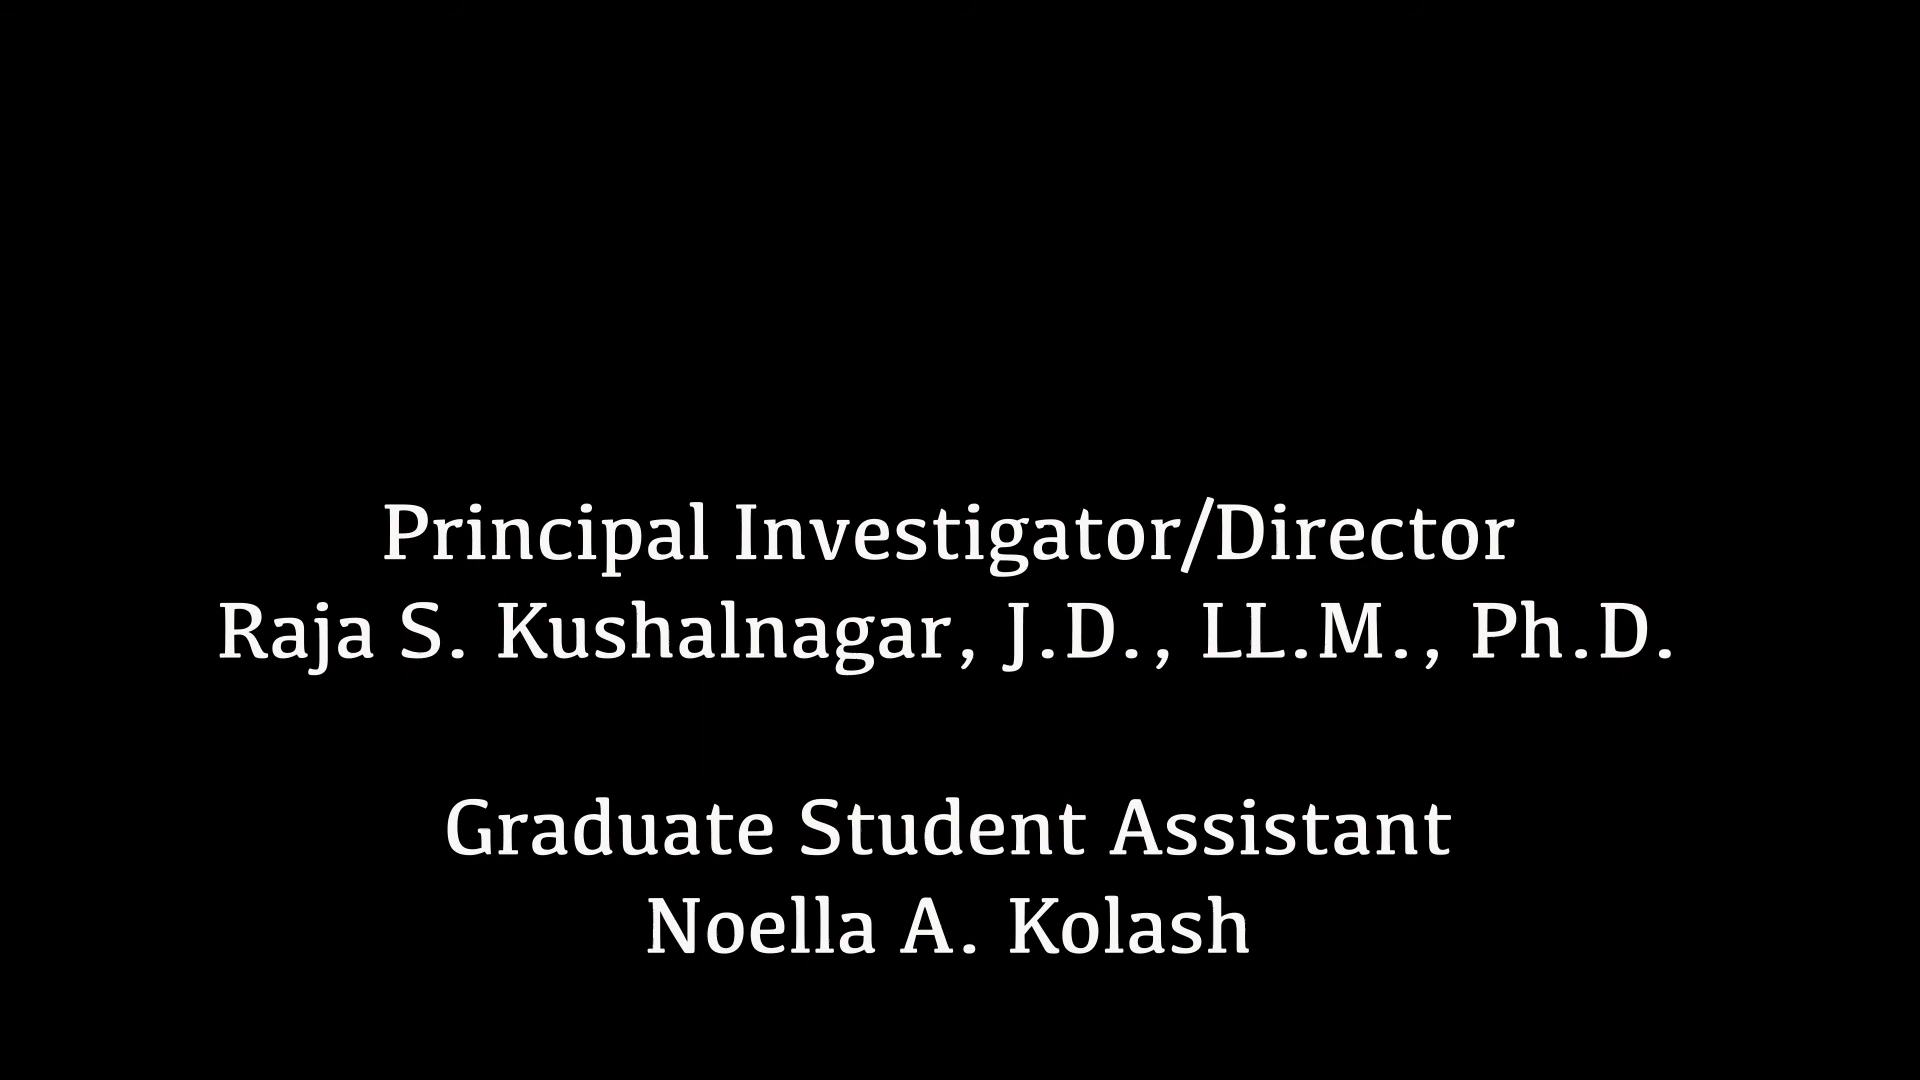 Principal Investigator/Director
Raja S. Kushalnagar, J.D., LL.M., Ph.D.
Graduate Student Assistant
Noella A. Kolash